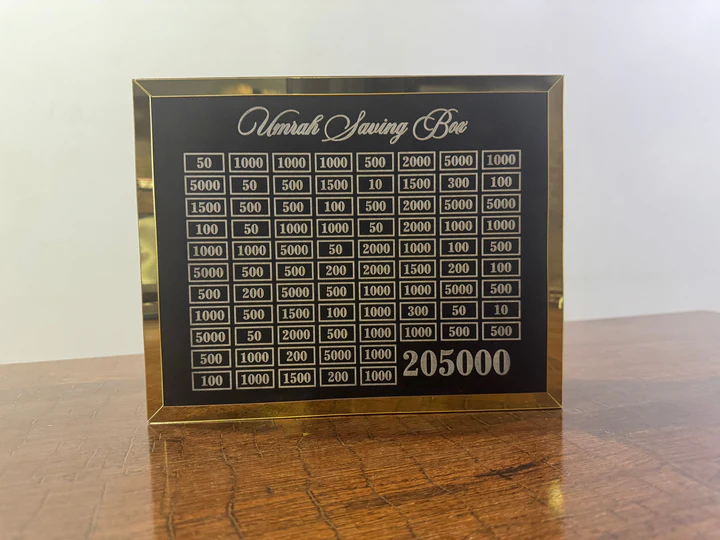 Umrah Saving Box
50 1000 1000 1000 500 2000 5000 1000
5000 50 500 1500 10 1500 300 100
1500 500 500 100 500 2000 5000 5000
100 50 1000 1000 50 2000 1000 1000
1000 1000 5000 50 2000 1000 100 500
5000 500 500 200 2000 1500 200 100
500 200 5000 500 1000 1000 5000 500
1000 500 1500 100 1000 300 50 10
5000 50 2000 500 1000 1000 500 500
500 1000 200 5000 1000 205000
100 1000 1500 200 1000